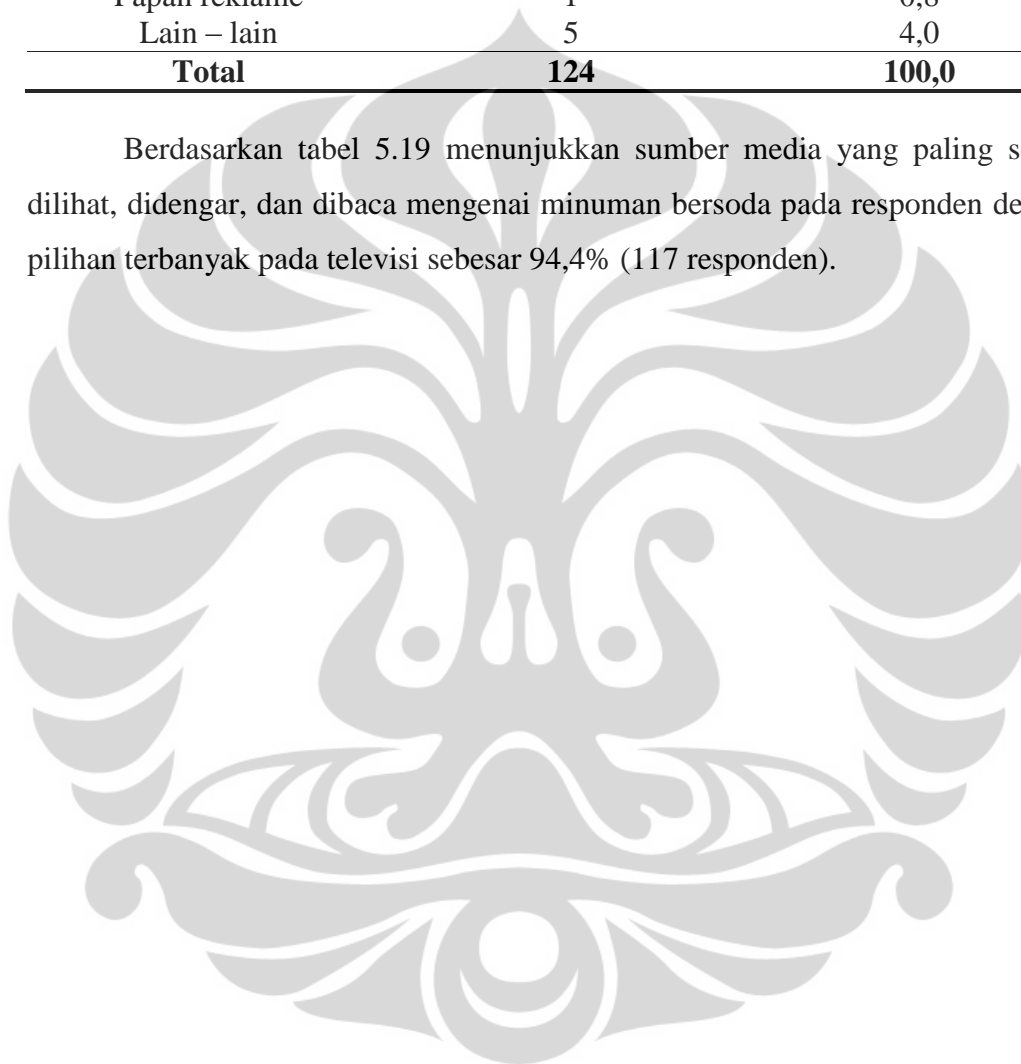 Papan reklame 1 0,8
Lain – lain 5 4,0
Total 124 100,0
Berdasarkan tabel 5.19 menunjukkan sumber media yang paling s
dilihat, didengar, dan dibaca mengenai minuman bersoda pada responden de
pilihan terbanyak pada televisi sebesar 94,4% (117 responden).